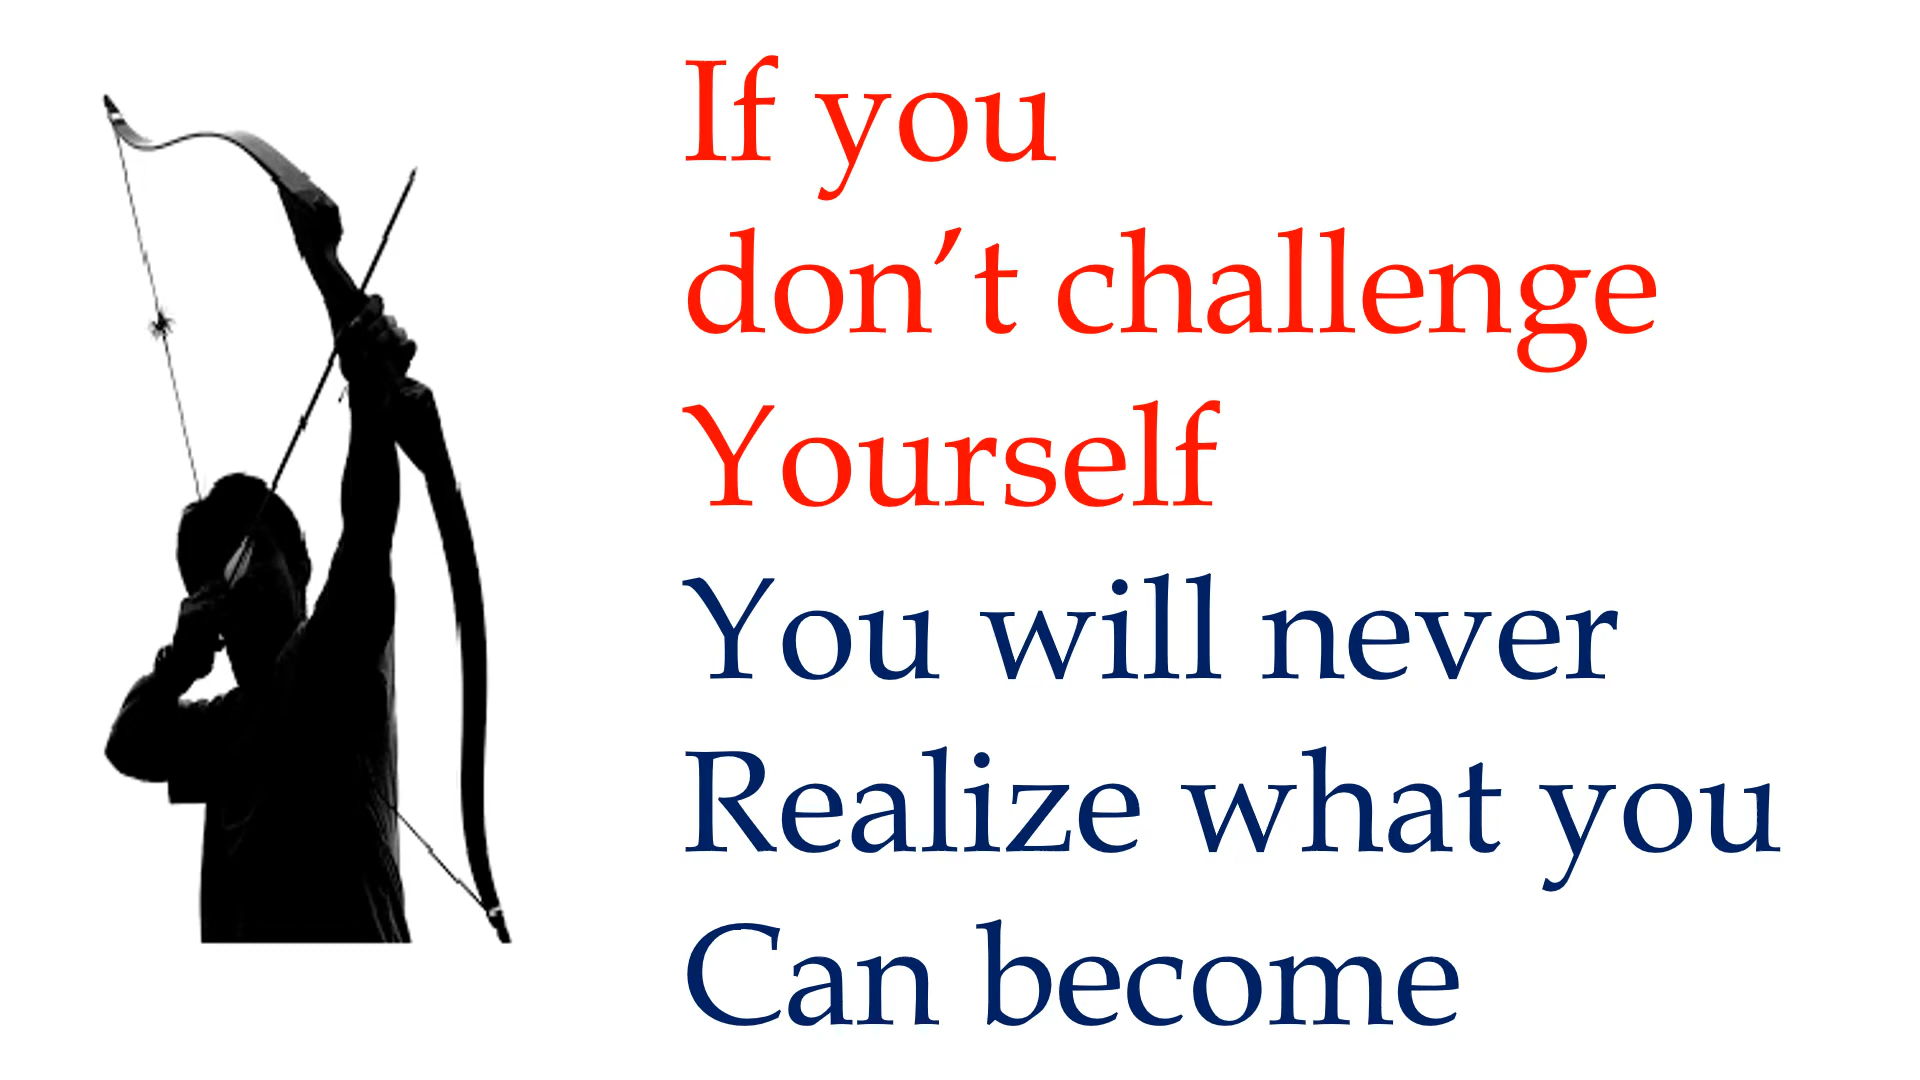 If you
don’t challenge
Yourself
You will never
Realize what you
Can become